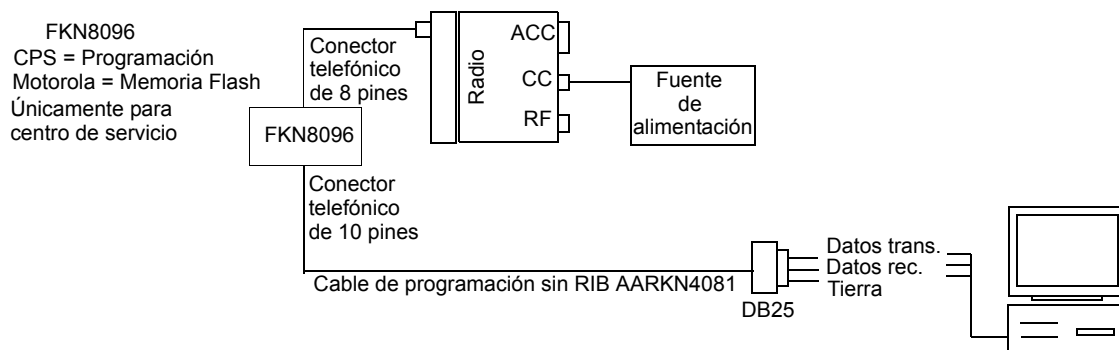 FKN8096
CPS = Programación
Motorola = Memoria Flash
Únicamente para
centro de servicio
Conector
telefónico
de 8 pines
FKN8096
Radio
ACC
CC
RF
Fuente
de
alimentación
Conector
telefónico
de 10 pines
Cable de programación sin RIB AARKN4081
DB25
Datos trans.
Datos rec.
Tierra